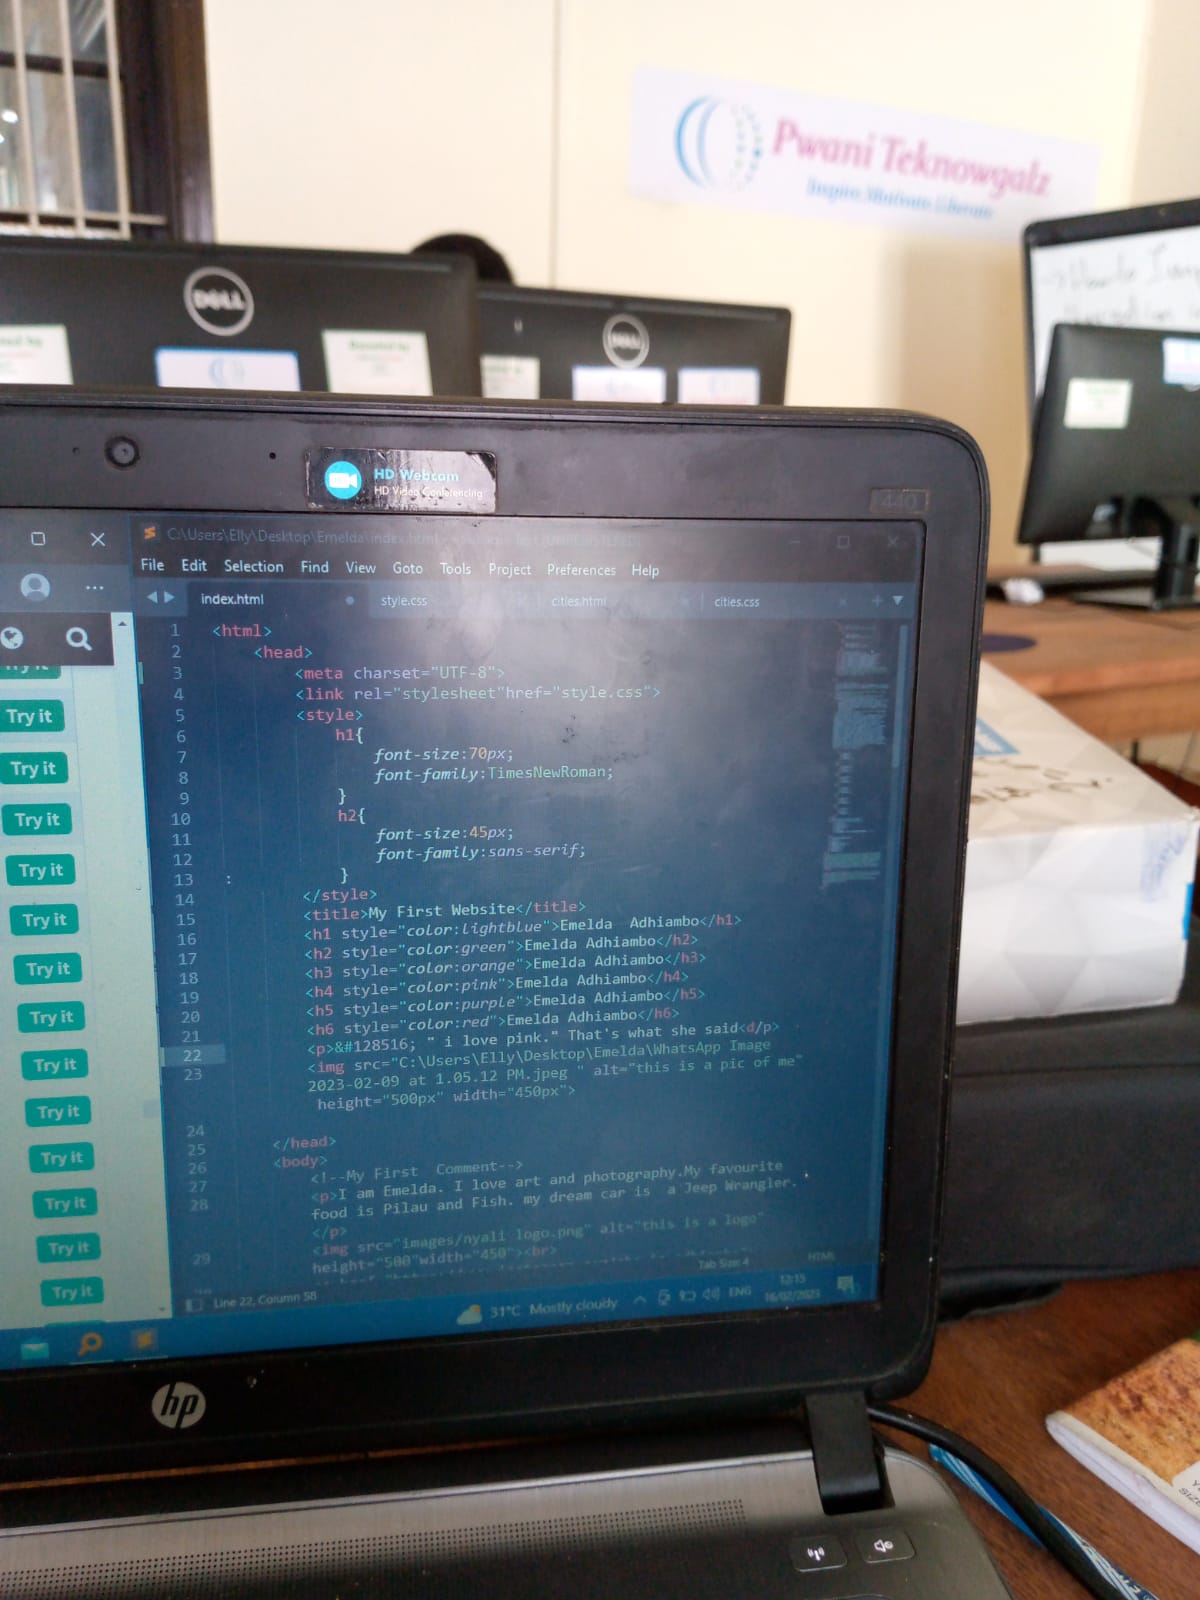 Pwani Teknowgalz
Inspire.Motivate.Liberate
DELL
DELL
HD Webcam
HD Video Conferencing
440
C:\Users\Elly\Desktop\Emelda\index.html
File Edit Selection Find View Goto Tools Project Preferences Help
index.html style.css cities.html cities.css
1 <html>
2 <head>
3 <meta charset="UTF-8">
4 <link rel="stylesheet"href="style.css">
5 <style>
6 h1{
7 font-size:70px;
8 font-family:TimesNewRoman;
9 }
10 h2{
11 font-size:45px;
12 font-family:sans-serif;
13 : }
14 </style>
15 <title>My First Website</title>
16 <h1 style="color:lightblue">Emelda  Adhiambo</h1>
17 <h2 style="color:green">Emelda Adhiambo</h2>
18 <h3 style="color:orange">Emelda Adhiambo</h3>
19 <h4 style="color:pink">Emelda Adhiambo</h4>
20 <h5 style="color:purple">Emelda Adhiambo</h5>
21 <h6 style="color:red">Emelda Adhiambo</h6>
22 <p>&#128516; " i love pink." That's what she said<d/p>
23 <img src="C:\Users\Elly\Desktop\Emelda\WhatsApp Image
2023-02-09 at 1.05.12 PM.jpeg " alt="this is a pic of me"
height="500px" width="450px">
24
25 </head>
26 <body>
27 <!--My First  Comment-->
28 <p>I am Emelda. I love art and photography.My favourite
food is Pilau and Fish. my dream car is  a Jeep Wrangler.
</p>
29 <img src="images/nyali logo.png" alt="this is a logo"
height="500"width="450"><br>
Try it
Try it
Try it
Try it
Try it
Try it
Try it
Try it
Try it
Try it
Try it
Try it
Try it
Try it
Line 22, Column 58 Tab Size 4 HTML
31°C Mostly cloudy ENG 12:15
16/02/2023
hp